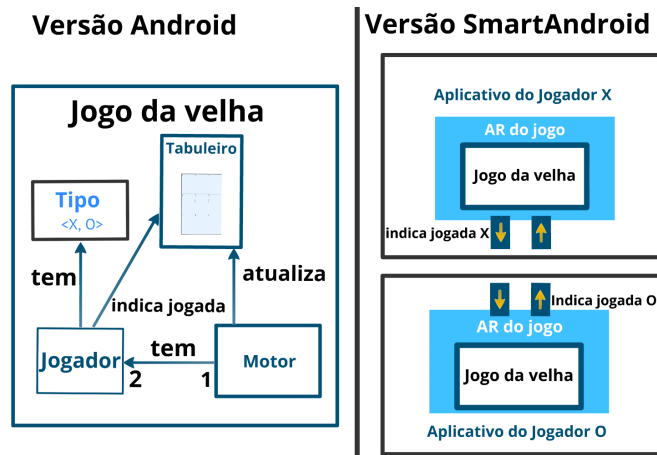 Versão Android
Jogo da velha
Tabuleiro
Tipo
<X, O>
tem
indica jogada
atualiza
Jogador
tem
2
1
Motor
Versão SmartAndroid
Aplicativo do Jogador X
AR do jogo
Jogo da velha
indica jogada X
Indica jogada O
AR do jogo
Jogo da velha
Aplicativo do Jogador O